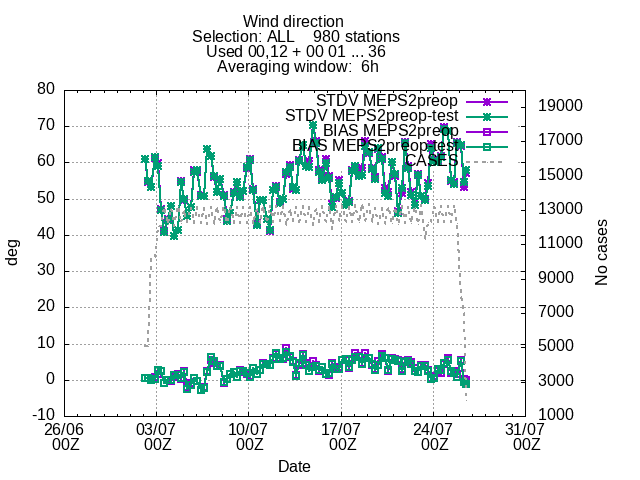 Wind direction
Selection: ALL    980 stations
Used 00,12 + 00 01 ... 36
Averaging window:  6h
80
70
60
50
40
30
20
10
0
-10
deg
STDV MEPS2preop
STDV MEPS2preop-test
BIAS MEPS2preop
BIAS MEPS2preop-test
CASES
19000
17000
15000
13000
11000
9000
7000
5000
3000
1000
No cases
26/06 03/07 10/07 17/07 24/07 31/07
00Z 00Z 00Z 00Z 00Z 00Z
Date